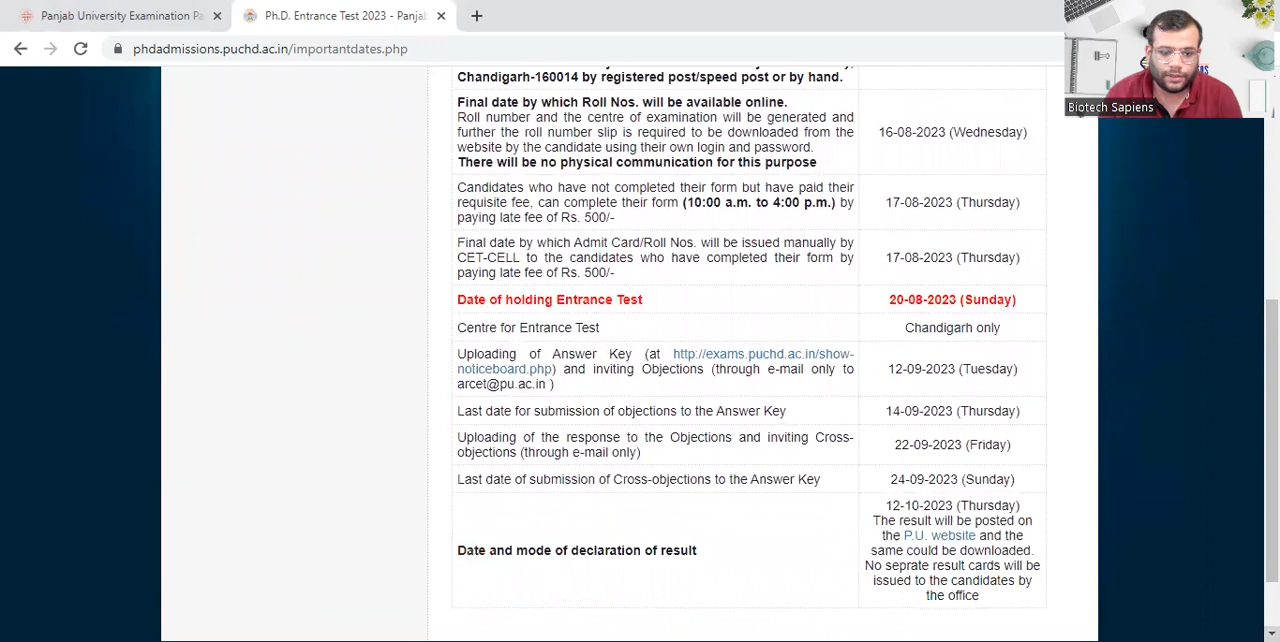 Panjab University Examination Pa
Ph.D. Entrance Test 2023 - Panjab
phdadmissions.puchd.ac.in/importantdates.php
Biotech Sapiens
Chandigarh-160014 by registered post/speed post or by hand.
Final date by which Roll Nos. will be available online.
Roll number and the centre of examination will be generated and
further the roll number slip is required to be downloaded from the
website by the candidate using their own login and password.
There will be no physical communication for this purpose
16-08-2023 (Wednesday)
Candidates who have not completed their form but have paid their
requisite fee, can complete their form (10:00 a.m. to 4:00 p.m.) by
paying late fee of Rs. 500/-
17-08-2023 (Thursday)
Final date by which Admit Card/Roll Nos. will be issued manually by
CET-CELL to the candidates who have completed their form by
paying late fee of Rs. 500/-
17-08-2023 (Thursday)
Date of holding Entrance Test
20-08-2023 (Sunday)
Centre for Entrance Test
Chandigarh only
Uploading of Answer Key (at http://exams.puchd.ac.in/show-
noticeboard.php) and inviting Objections (through e-mail only to
arcet@pu.ac.in )
12-09-2023 (Tuesday)
Last date for submission of objections to the Answer Key
14-09-2023 (Thursday)
Uploading of the response to the Objections and inviting Cross-
objections (through e-mail only)
22-09-2023 (Friday)
Last date of submission of Cross-objections to the Answer Key
24-09-2023 (Sunday)
Date and mode of declaration of result
12-10-2023 (Thursday)
The result will be posted on
the P.U. website and the
same could be downloaded.
No seprate result cards will be
issued to the candidates by
the office